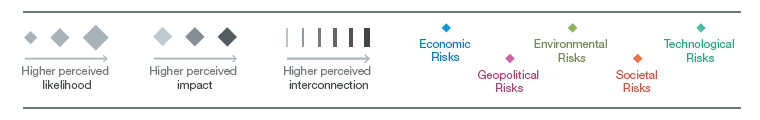 Higher perceived
likelihood
Higher perceived
impact
Higher perceived
interconnection
Economic
Risks
Geopolitical
Risks
Environmental
Risks
Societal
Risks
Technological
Risks